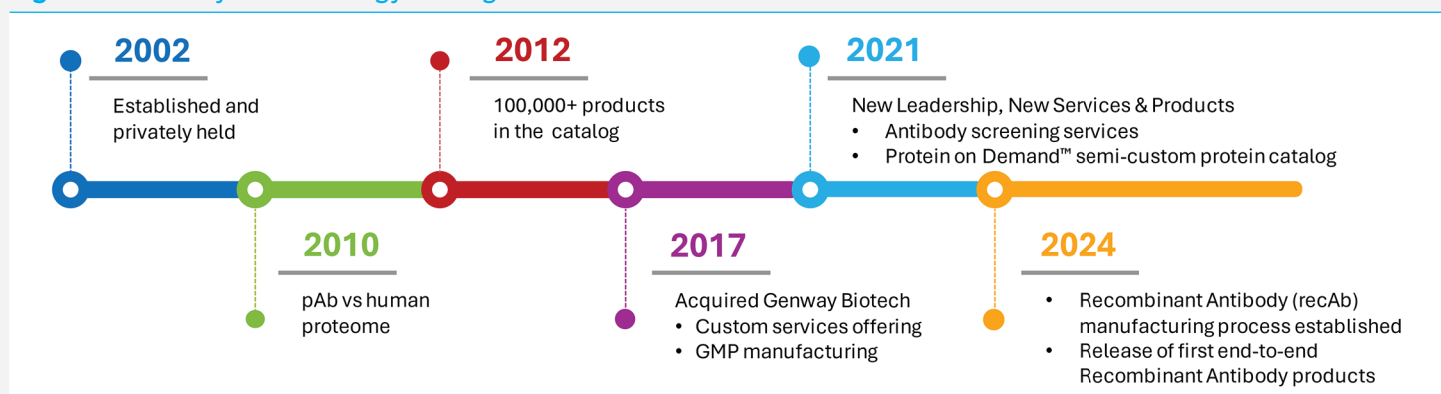 2002
Established and
privately held
2010
pAb vs human
proteome
2012
100,000+ products
in the catalog
2017
Acquired Genway Biotech
• Custom services offering
• GMP manufacturing
2021
New Leadership, New Services & Products
• Antibody screening services
• Protein on Demand™ semi-custom protein catalog
2024
• Recombinant Antibody (recAb)
manufacturing process established
• Release of first end-to-end
Recombinant Antibody products